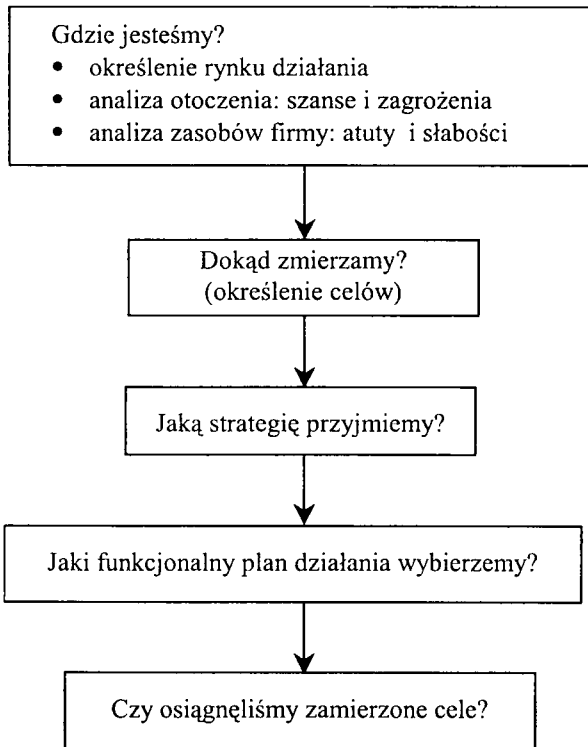 Gdzie jesteśmy?
• określenie rynku działania
• analiza otoczenia: szanse i zagrożenia
• analiza zasobów firmy: atuty i słabości
Dokąd zmierzamy?
(określenie celów)
Jaką strategię przyjmiemy?
Jaki funkcjonalny plan działania wybierzemy?
Czy osiągnęliśmy zamierzone cele?